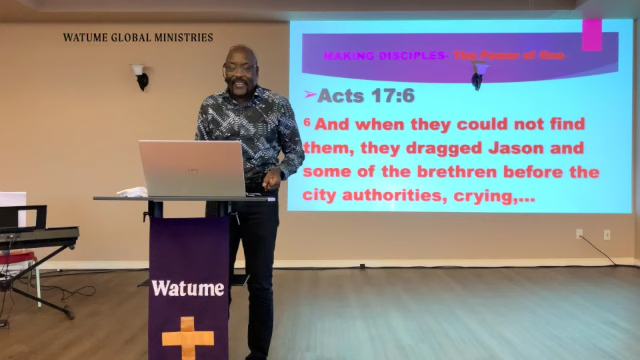 WATUME GLOBAL MINISTRIES
MAKING DISCIPLES- The Power of One
➢Acts 17:6
6 And when they could not find
them, they dragged Jason and
some of the brethren before the
city authorities, crying,...
Watume